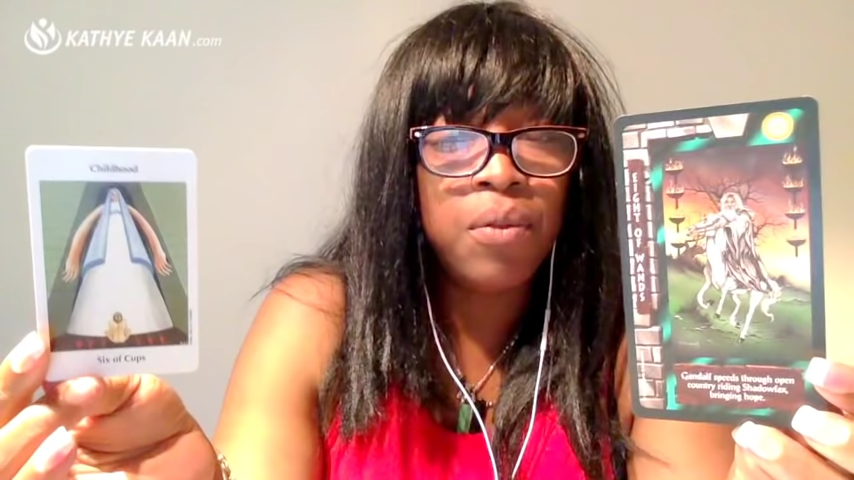 KATHYE KAAN.com
Childhood
Six of Cups
EIGHT OF WANDS
Gandalf speeds through open
country riding Shadowfax,
bringing hope.